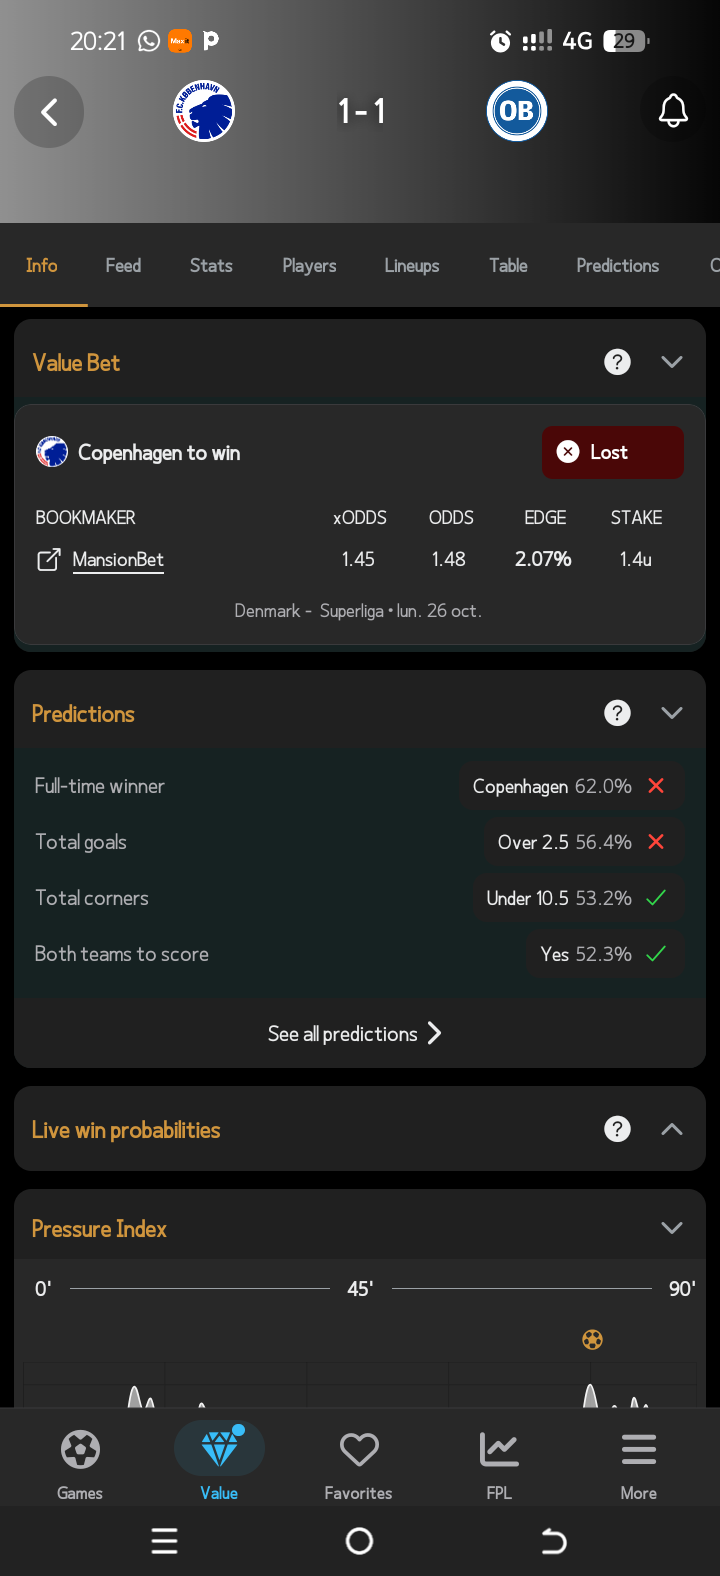 20:21 4G 29
F.C. KØBENHAVN 1 - 1 OB
Info Feed Stats Players Lineups Table Predictions
Value Bet ?
Copenhagen to win Lost
BOOKMAKER xODDS ODDS EDGE STAKE
MansionBet 1.45 1.48 2.07% 1.4u
Denmark - Superliga • lun. 26 oct.
Predictions ?
Full-time winner Copenhagen 62.0%
Total goals Over 2.5 56.4%
Total corners Under 10.5 53.2%
Both teams to score Yes 52.3%
See all predictions
Live win probabilities ?
Pressure Index
0' 45' 90'
Games Value Favorites FPL More